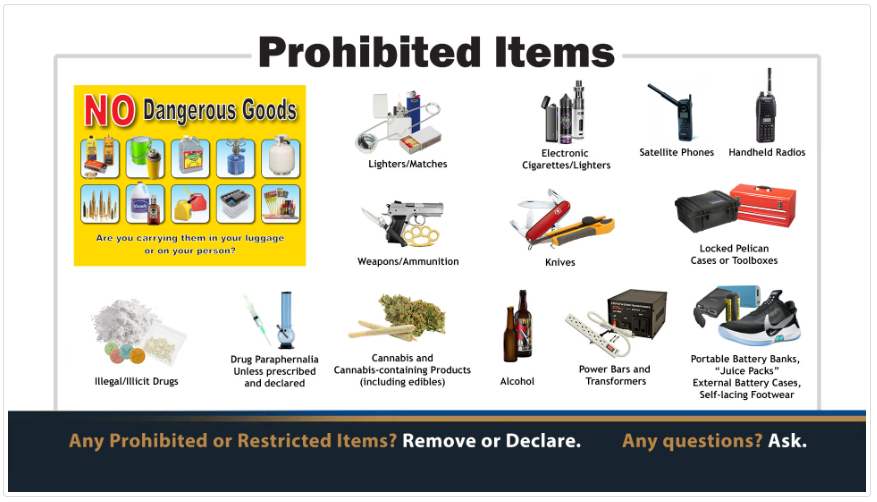 Prohibited Items
NO Dangerous Goods
Are you carrying them in your luggage
or on your person?
Lighters/Matches
Electronic
Cigarettes/Lighters
Satellite Phones
Handheld Radios
Weapons/Ammunition
Knives
Locked Pelican
Cases or Toolboxes
Illegal/Illicit Drugs
Drug Paraphernalia
Unless prescribed
and declared
Cannabis and
Cannabis-containing Products
(including edibles)
Alcohol
Power Bars and
Transformers
Portable Battery Banks,
“Juice Packs”
External Battery Cases,
Self-lacing Footwear
Any Prohibited or Restricted Items? Remove or Declare.
Any questions? Ask.